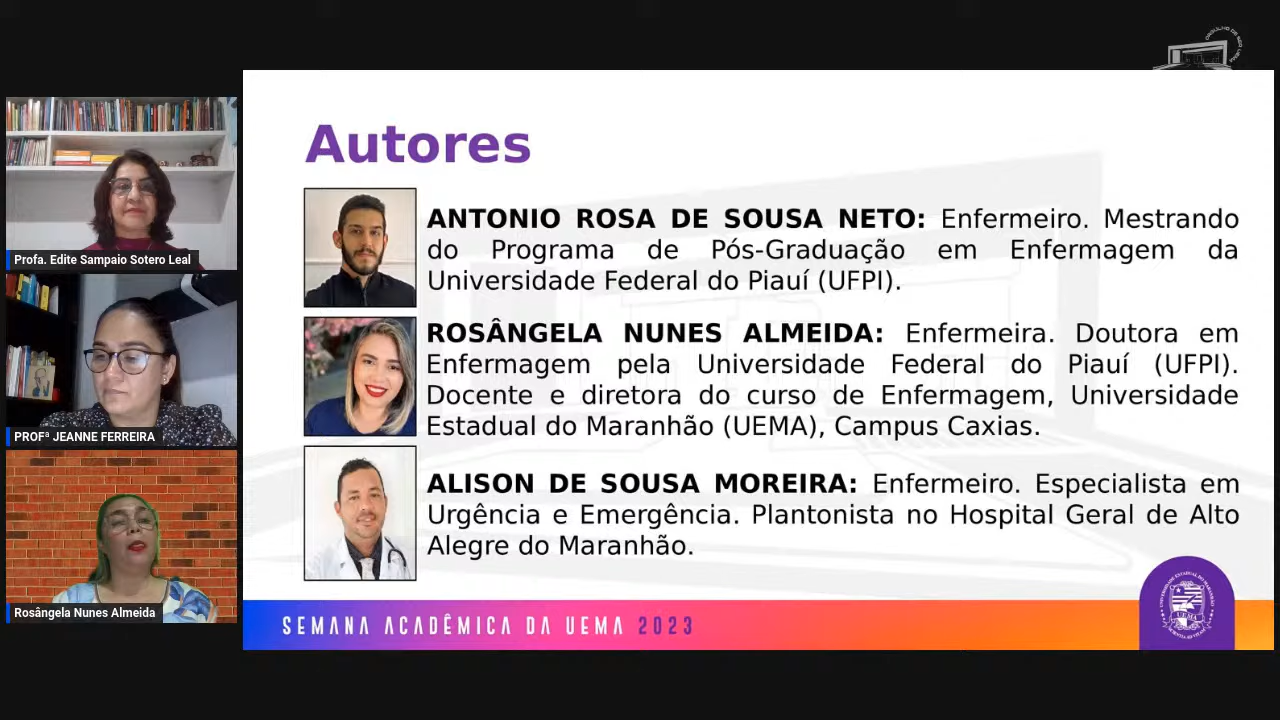 Profa. Edite Sampaio Sotero Leal
PROFª JEANNE FERREIRA
Rosângela Nunes Almeida
Autores
ANTONIO ROSA DE SOUSA NETO: Enfermeiro. Mestrando
do Programa de Pós-Graduação em Enfermagem da
Universidade Federal do Piauí (UFPI).
ROSÂNGELA NUNES ALMEIDA: Enfermeira. Doutora em
Enfermagem pela Universidade Federal do Piauí (UFPI).
Docente e diretora do curso de Enfermagem, Universidade
Estadual do Maranhão (UEMA), Campus Caxias.
ALISON DE SOUSA MOREIRA: Enfermeiro. Especialista em
Urgência e Emergência. Plantonista no Hospital Geral de Alto
Alegre do Maranhão.
SEMANA ACADÊMICA DA UEMA 2023